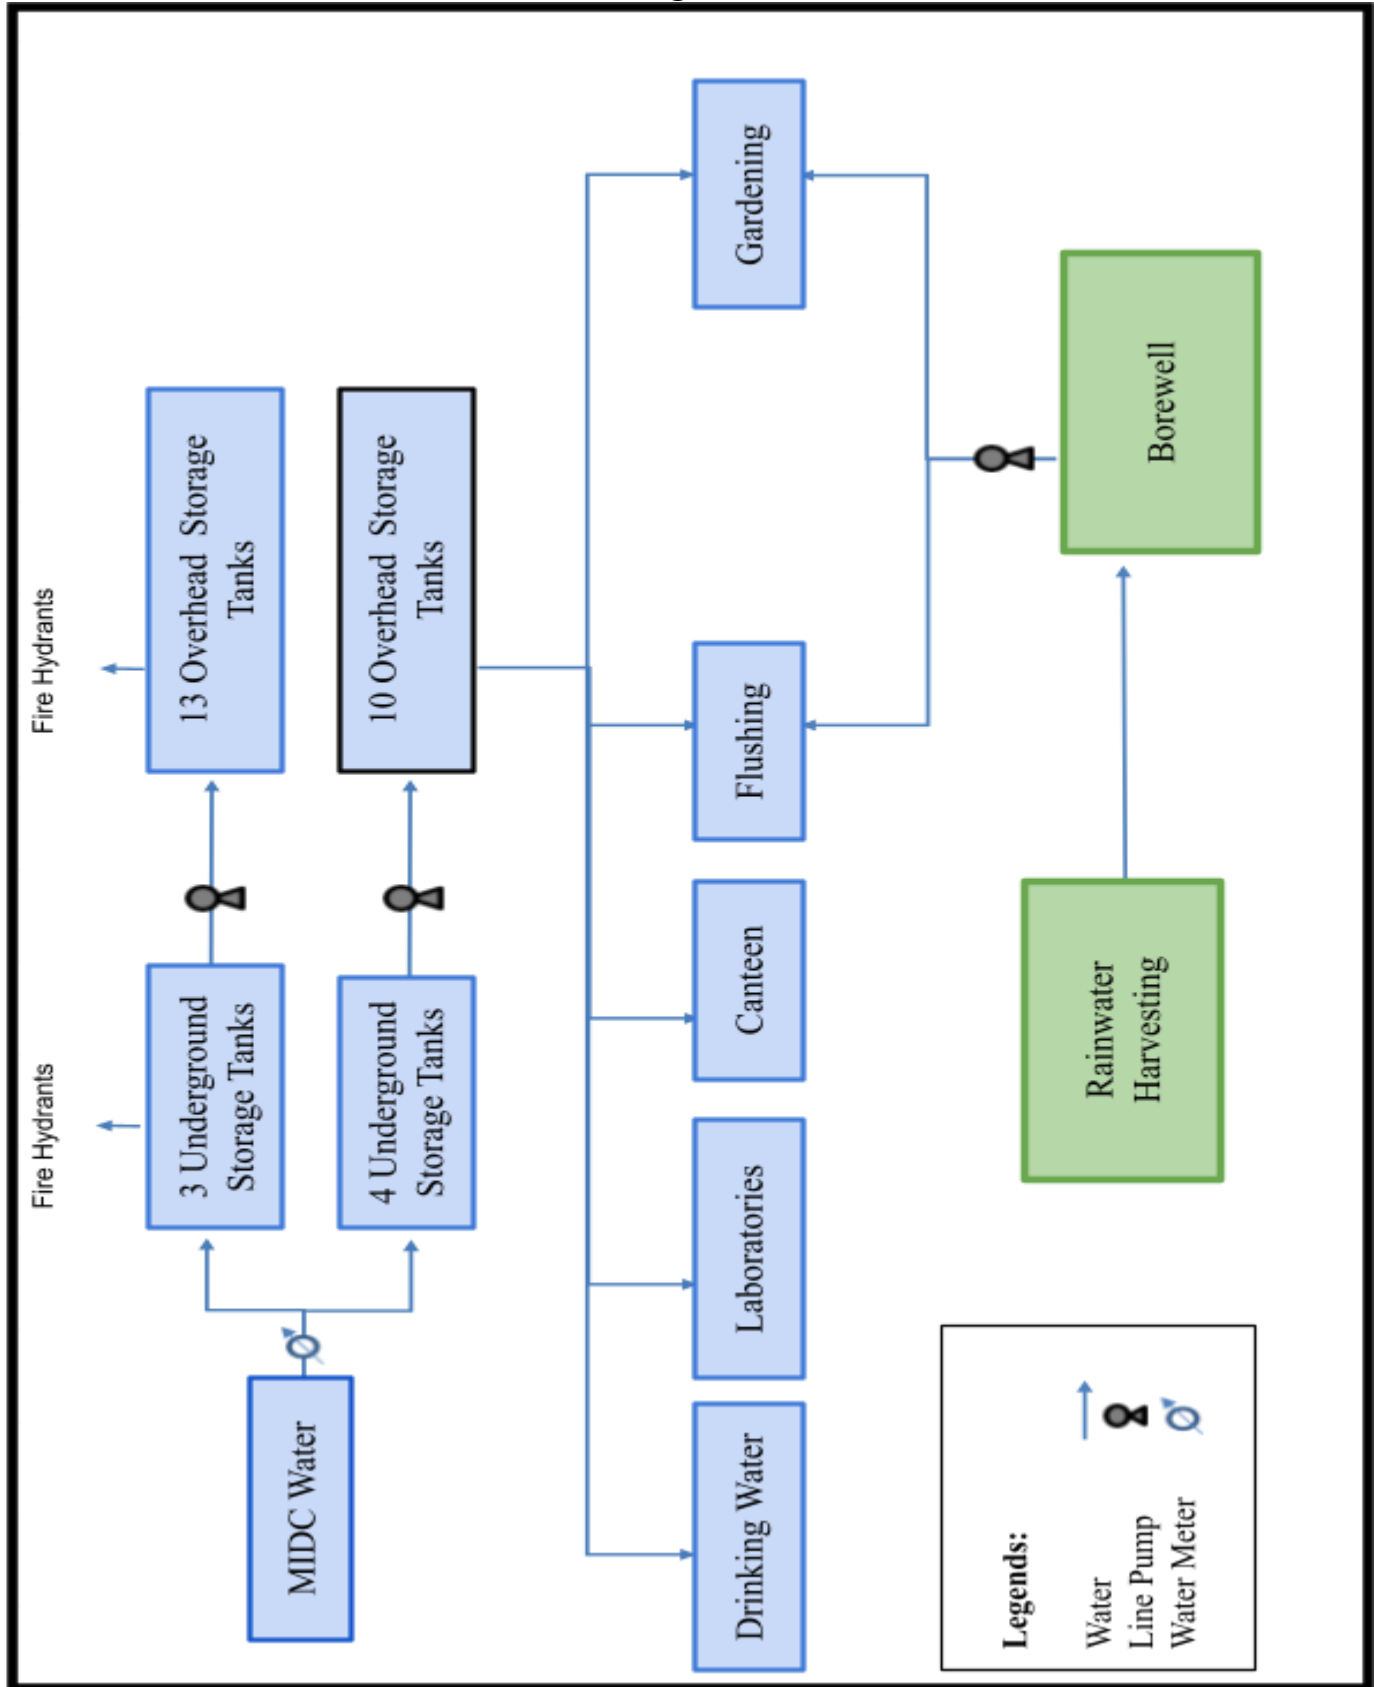 Fire Hydrants
Fire Hydrants
3 Underground
Storage Tanks
13 Overhead Storage
Tanks
MIDC Water
4 Underground
Storage Tanks
10 Overhead Storage
Tanks
Drinking Water
Laboratories
Canteen
Flushing
Gardening
Rainwater
Harvesting
Borewell
Legends:
Water
Line Pump
Water Meter